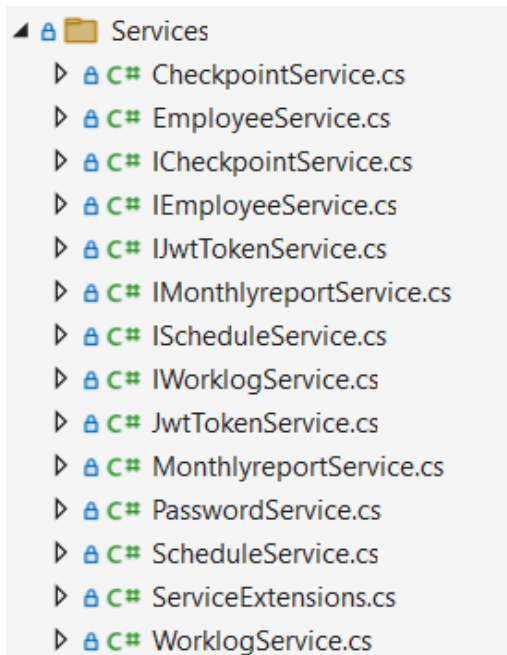 Services
C# CheckpointService.cs
C# EmployeeService.cs
C# ICheckpointService.cs
C# IEmployeeService.cs
C# IJwtTokenService.cs
C# IMonthlyreportService.cs
C# IScheduleService.cs
C# IWorklogService.cs
C# JwtTokenService.cs
C# MonthlyreportService.cs
C# PasswordService.cs
C# ScheduleService.cs
C# ServiceExtensions.cs
C# WorklogService.cs